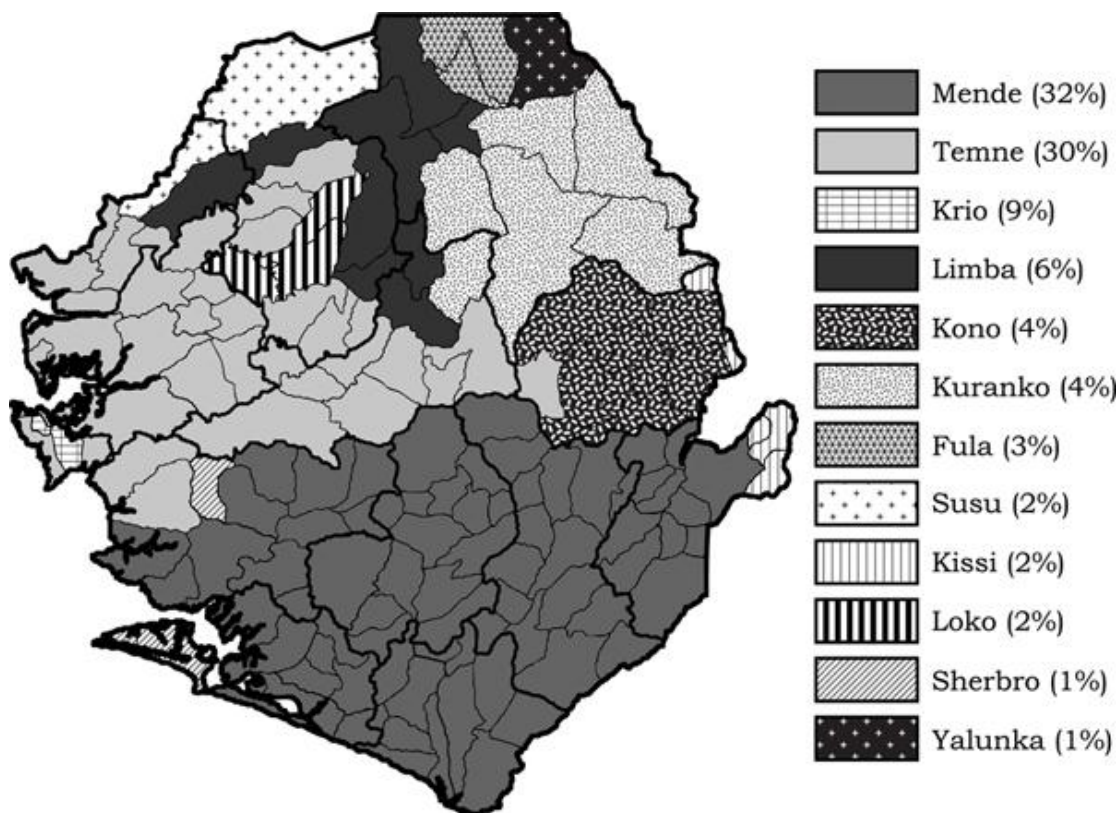 Mende (32%)
Temne (30%)
Krio (9%)
Limba (6%)
Kono (4%)
Kuranko (4%)
Fula (3%)
Susu (2%)
Kissi (2%)
Loko (2%)
Sherbro (1%)
Yalunka (1%)